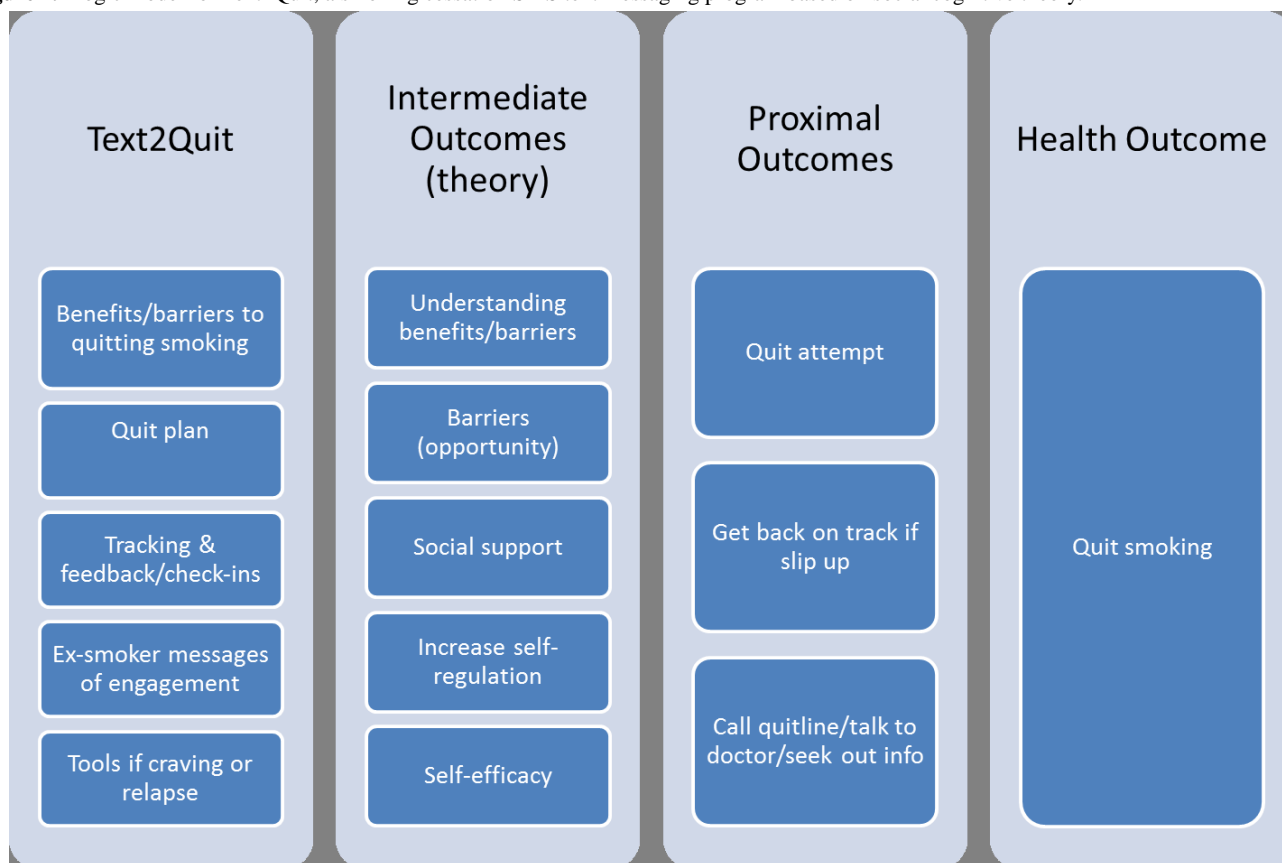 Text2Quit
Benefits/barriers to
quitting smoking
Quit plan
Tracking &
feedback/check-ins
Ex-smoker messages
of engagement
Tools if craving or
relapse
Intermediate
Outcomes
(theory)
Understanding
benefits/barriers
Barriers
(opportunity)
Social support
Increase self-
regulation
Self-efficacy
Proximal
Outcomes
Quit attempt
Get back on track if
slip up
Call quitline/talk to
doctor/seek out info
Health Outcome
Quit smoking